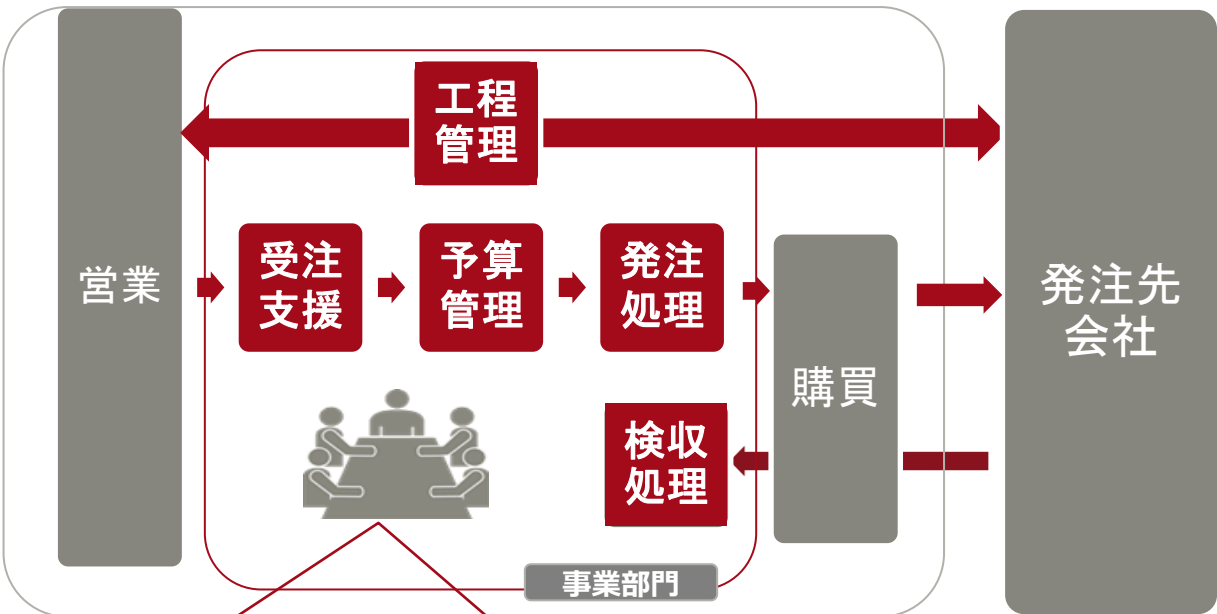 工程
管理
営業
受注
支援
予算
管理
発注
処理
購買
発注先
会社
検収
処理
事業部門